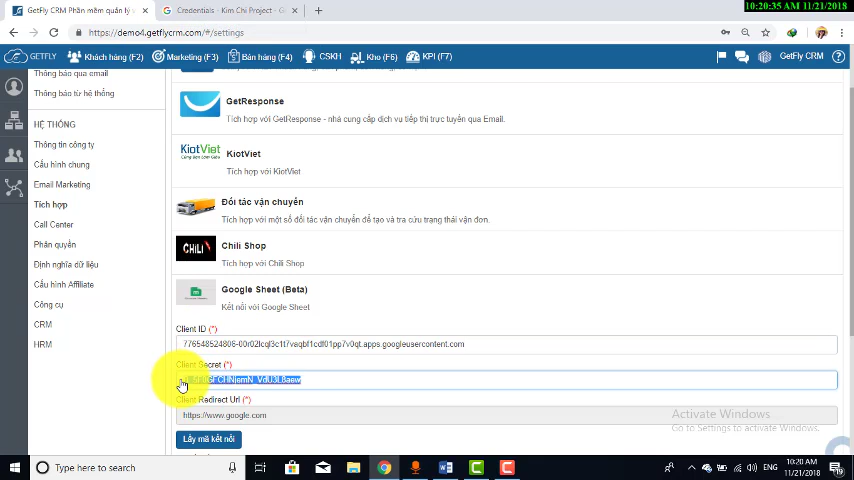 10:20:35 AM 11/21/2018
GetFly CRM Phần mềm quản lý v
Credentials - Kim Chi Project - G
https://demo4.getflycrm.com/#/settings
GETFLY
Khách hàng (F2)
Marketing (F3)
Bán hàng (F4)
CSKH
Kho (F6)
KPI (F7)
GetFly CRM
Thông báo qua email
Thông báo từ hệ thống
HỆ THỐNG
Thông tin công ty
Cấu hình chung
Email Marketing
Tích hợp
Call Center
Phân quyền
Định nghĩa dữ liệu
Cấu hình Affiliate
Công cụ
CRM
HRM
GetResponse
Tích hợp với GetResponse - nhà cung cấp dịch vụ tiếp thị trực tuyến qua Email.
KiotViet
KiotViet
Tích hợp với KiotViet
Đối tác vận chuyển
Tích hợp với một số đối tác vận chuyển để tạo và tra cứu trạng thái vận đơn.
CHILI
Chili Shop
Tích hợp với Chili Shop
Google Sheet (Beta)
Kết nối với Google Sheet
Client ID (*)
Client Secret (*)
Client Redirect Url (*)
https://www.google.com
Lấy mã kết nối
Activate Windows
Go to Settings to activate Windows.
Type here to search
ENG
10:20 AM
11/21/2018